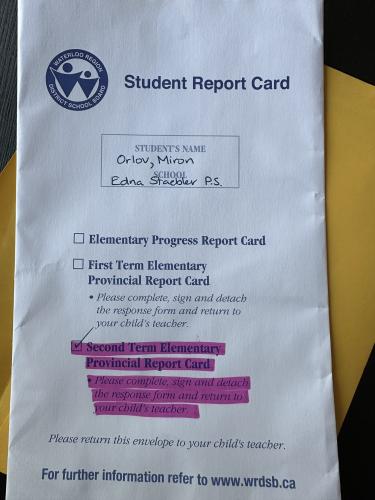 WATERLOO REGION
DISTRICT SCHOOL BOARD
Student Report Card
STUDENT'S NAME
Orlov, Miron
SCHOOL
Edna Staebler P.S.
Elementary Progress Report Card
First Term Elementary
Provincial Report Card
• Please complete, sign and detach
the response form and return to
your child's teacher.
Second Term Elementary
Provincial Report Card
• Please complete, sign and detach
the response form and return to
your child's teacher.
Please return this envelope to your child's teacher.
For further information refer to www.wrdsb.ca